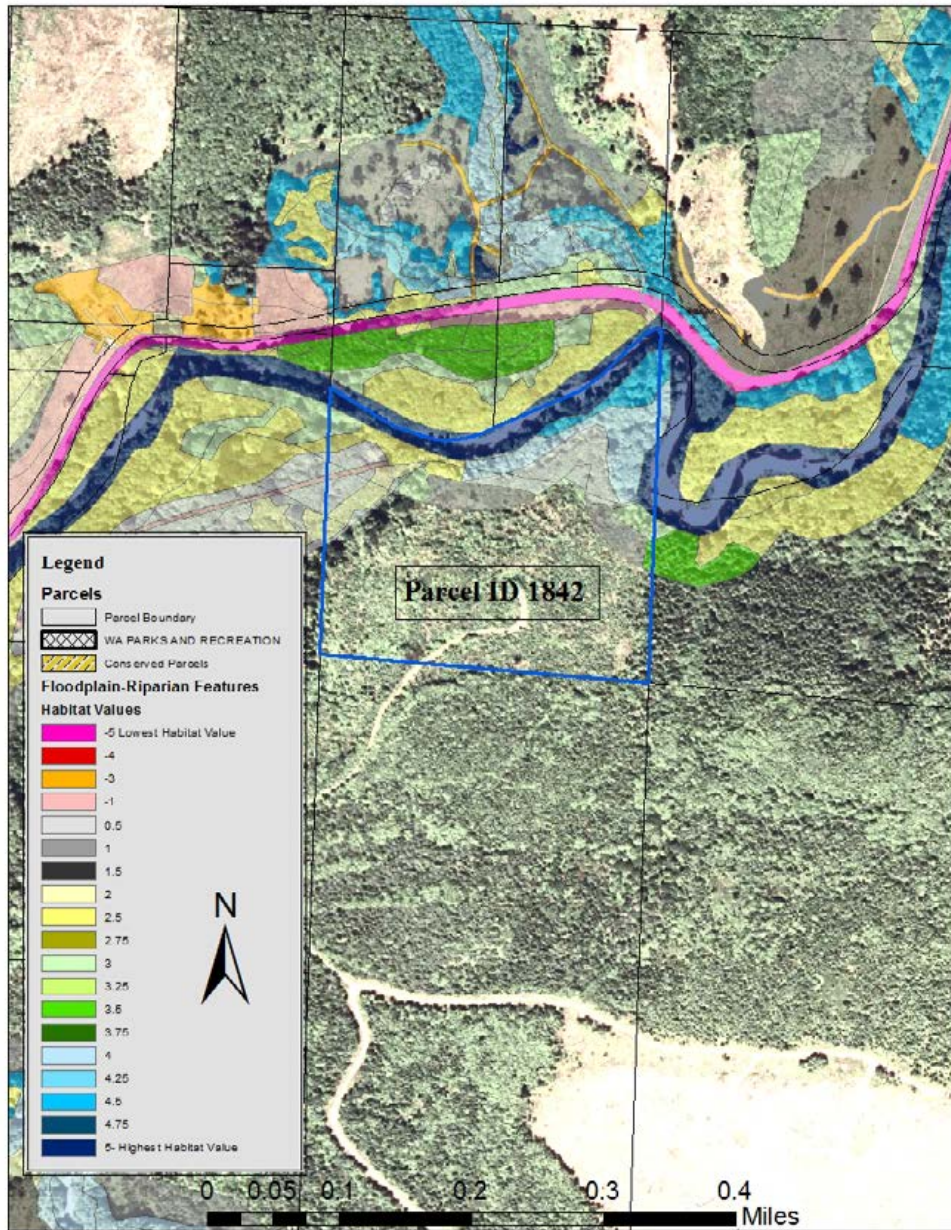 Parcel ID 1842
Legend
Parcels
Parcel Boundary
WA PARKS AND RECREATION
Conserved Parcels
Floodplain-Riparian Features
Habitat Values
-5 Lowest Habitat Value
-4
-3
-1
0.5
1
1.5
2
2.5
2.75
3
3.25
3.5
3.75
4
4.25
4.5
4.75
5- Highest Habitat Value
N
0 0.05 0.1 0.2 0.3 0.4
Miles